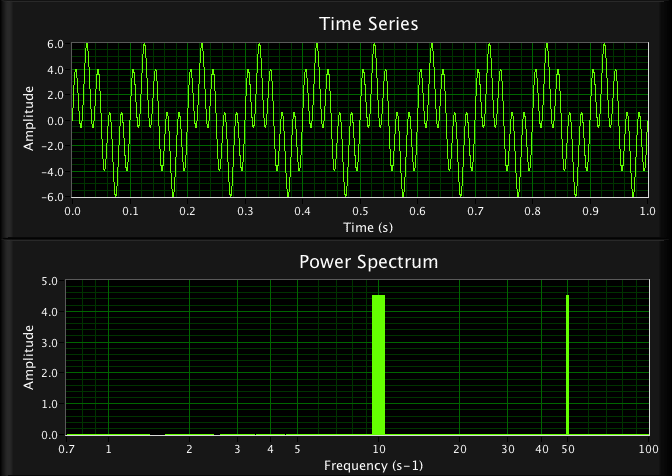 Time Series
6.0
4.0
2.0
0.0
−2.0
−4.0
−6.0
Amplitude
0.0 0.1 0.2 0.3 0.4 0.5 0.6 0.7 0.8 0.9 1.0
Time (s)
Power Spectrum
5.0
4.0
3.0
2.0
1.0
0.0
Amplitude
0.7 1 2 3 4 5 10 20 30 40 50 100
Frequency (s−1)